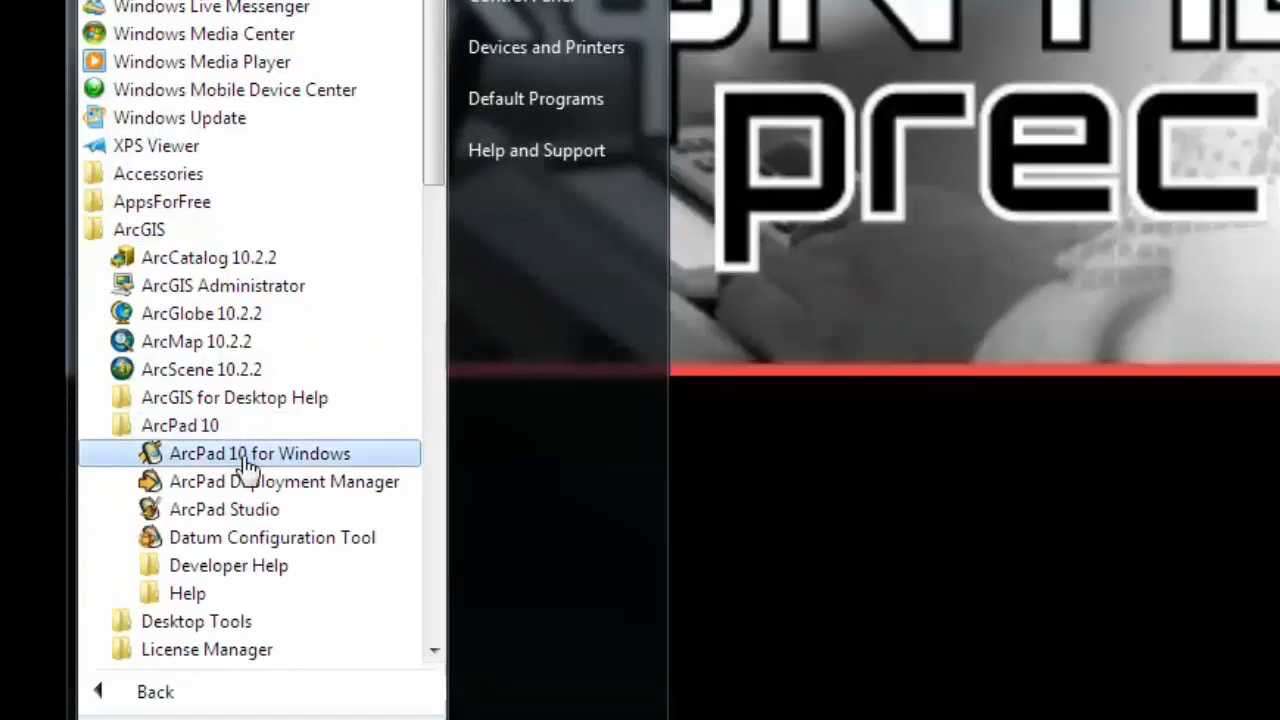 Windows Live Messenger
Windows Media Center
Windows Media Player
Windows Mobile Device Center
Windows Update
XPS Viewer
Accessories
AppsForFree
ArcGIS
ArcCatalog 10.2.2
ArcGIS Administrator
ArcGlobe 10.2.2
ArcMap 10.2.2
ArcScene 10.2.2
ArcGIS for Desktop Help
ArcPad 10
ArcPad 10 for Windows
ArcPad Deployment Manager
ArcPad Studio
Datum Configuration Tool
Developer Help
Help
Desktop Tools
License Manager
Back
Control Panel
Devices and Printers
Default Programs
Help and Support
prec